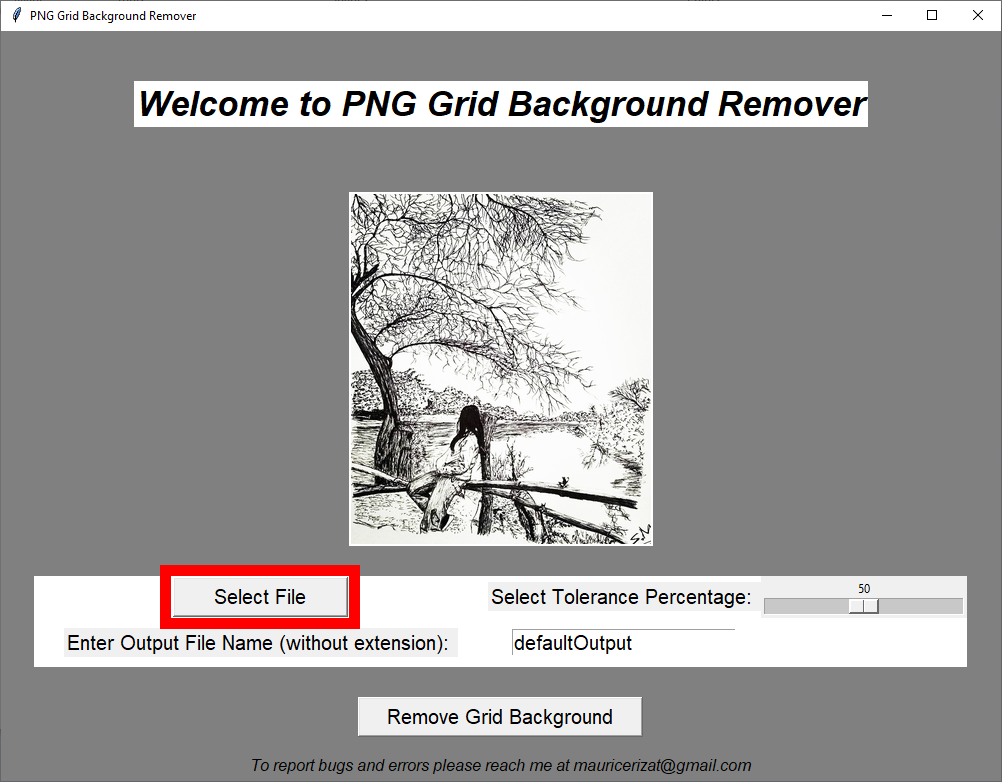 PNG Grid Background Remover
Welcome to PNG Grid Background Remover
SM
Select File
Select Tolerance Percentage:
50
Enter Output File Name (without extension):
defaultOutput
Remove Grid Background
To report bugs and errors please reach me at mauricerizat@gmail.com